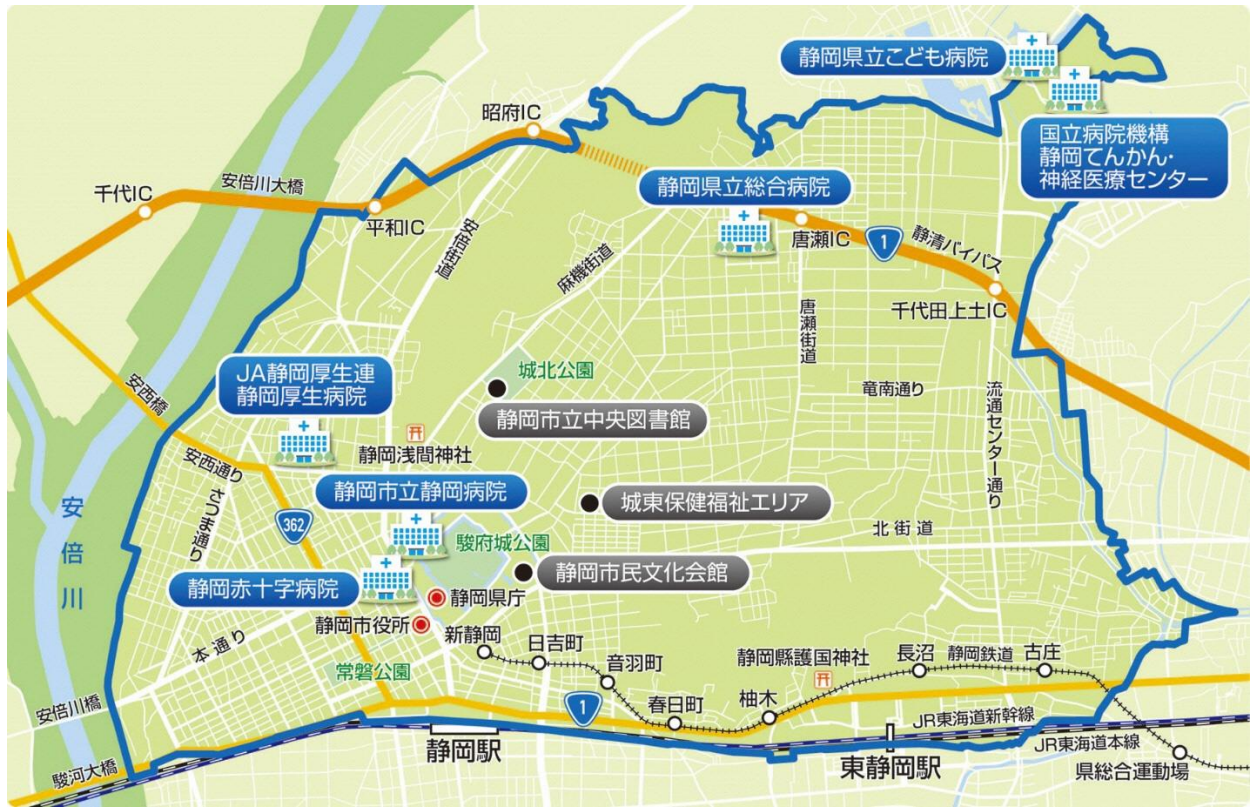 静岡県立こども病院
国立病院機構
静岡てんかん・
神経医療センター
昭府IC
千代IC
安倍川大橋
平和IC
静岡県立総合病院
唐瀬IC
1
静清バイパス
千代田上土IC
安倍街道
麻機街道
唐瀬街道
竜南通り
流通センター通り
JA静岡厚生連
静岡厚生病院
城北公園
静岡市立中央図書館
安西橋
安西通り
静岡浅間神社
さつま通り
静岡市立静岡病院
362
城東保健福祉エリア
北街道
安倍川
駿府城公園
静岡市民文化会館
静岡赤十字病院
静岡県庁
静岡市役所
本通り
新静岡
日吉町
音羽町
静岡縣護国神社
長沼
静岡鉄道
古庄
常磐公園
安倍川橋
1
春日町
柚木
JR東海道新幹線
静岡駅
東静岡駅
JR東海道本線
県総合運動場
駿河大橋